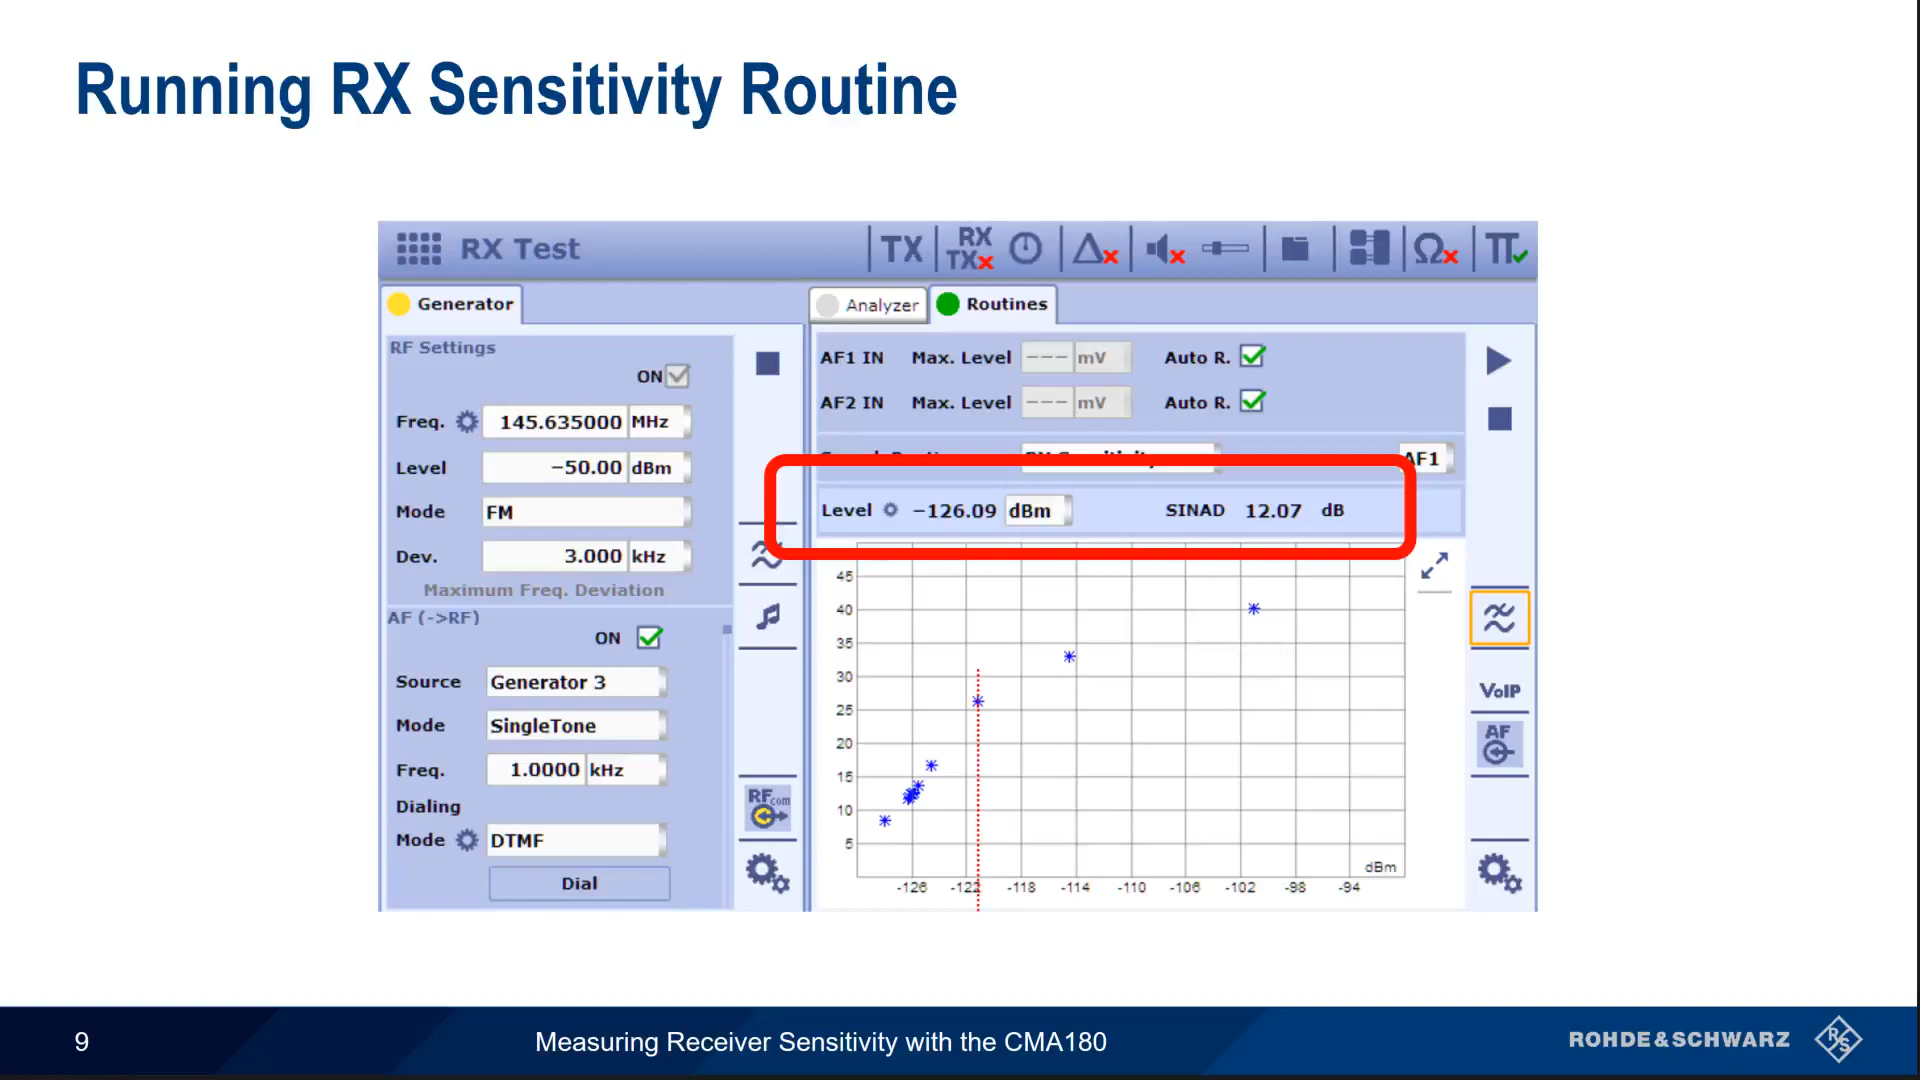 Running RX Sensitivity Routine
RX Test
TX
RX
TX
Generator
Analyzer
Routines
RF Settings
ON
Freq. 145.635000 MHz
Level -50.00 dBm
Mode FM
Dev. 3.000 kHz
Maximum Freq. Deviation
AF (->RF)
ON
Source Generator 3
Mode SingleTone
Freq. 1.0000 kHz
Dialing
Mode DTMF
Dial
RFcom
AF1 IN Max. Level --- mV Auto R.
AF2 IN Max. Level --- mV Auto R.
RX Sensitivity AF1
Level -126.09 dBm SINAD 12.07 dB
45
40
35
30
25
20
15
10
5
dBm
-126 -122 -118 -114 -110 -106 -102 -98 -94
VoIP
AF
9
Measuring Receiver Sensitivity with the CMA180
ROHDE&SCHWARZ
RS